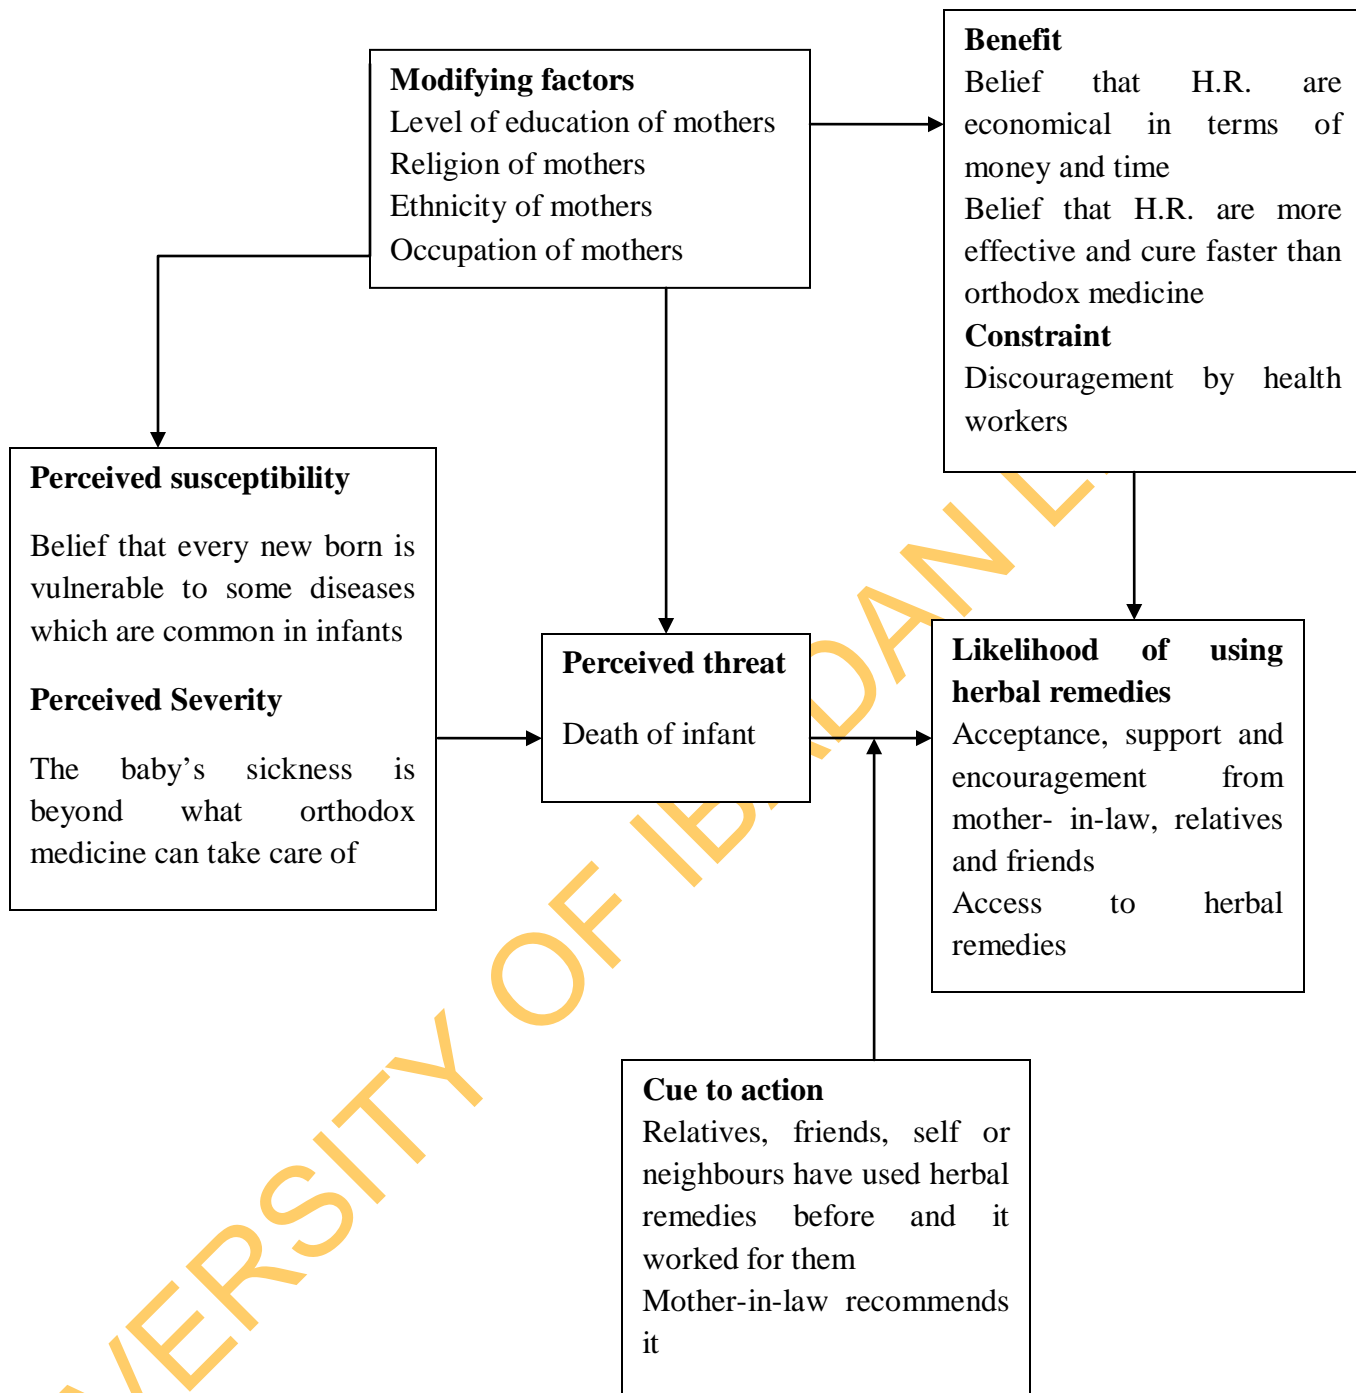 Modifying factors
Level of education of mothers
Religion of mothers
Ethnicity of mothers
Occupation of mothers
Benefit
Belief that H.R. are
economical in terms of
money and time
Belief that H.R. are more
effective and cure faster than
orthodox medicine
Constraint
Discouragement by health
workers
Perceived susceptibility
Belief that every new born is
vulnerable to some diseases
which are common in infants
Perceived Severity
The baby’s sickness is
beyond what orthodox
medicine can take care of
Perceived threat
Death of infant
Likelihood of using
herbal remedies
Acceptance, support and
encouragement from
mother- in-law, relatives
and friends
Access to herbal
remedies
Cue to action
Relatives, friends, self or
neighbours have used herbal
remedies before and it
worked for them
Mother-in-law recommends
it
OF